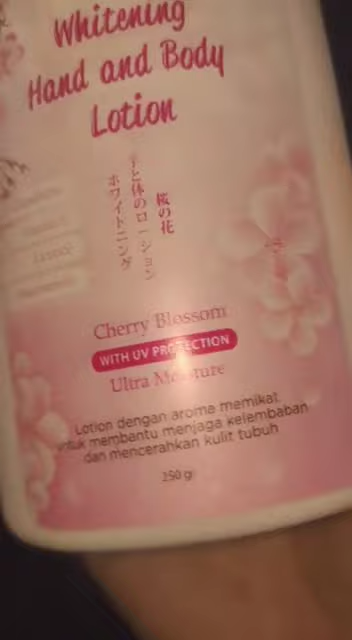 Whitening
Hand and Body
Lotion
桜の花
手と体のローション
ホワイトニング
Cherry Blossom
WITH UV PROTECTION
Ultra Moisture
Lotion dengan aroma memikat
untuk membantu menjaga kelembaban
dan mencerahkan kulit tubuh
250 g